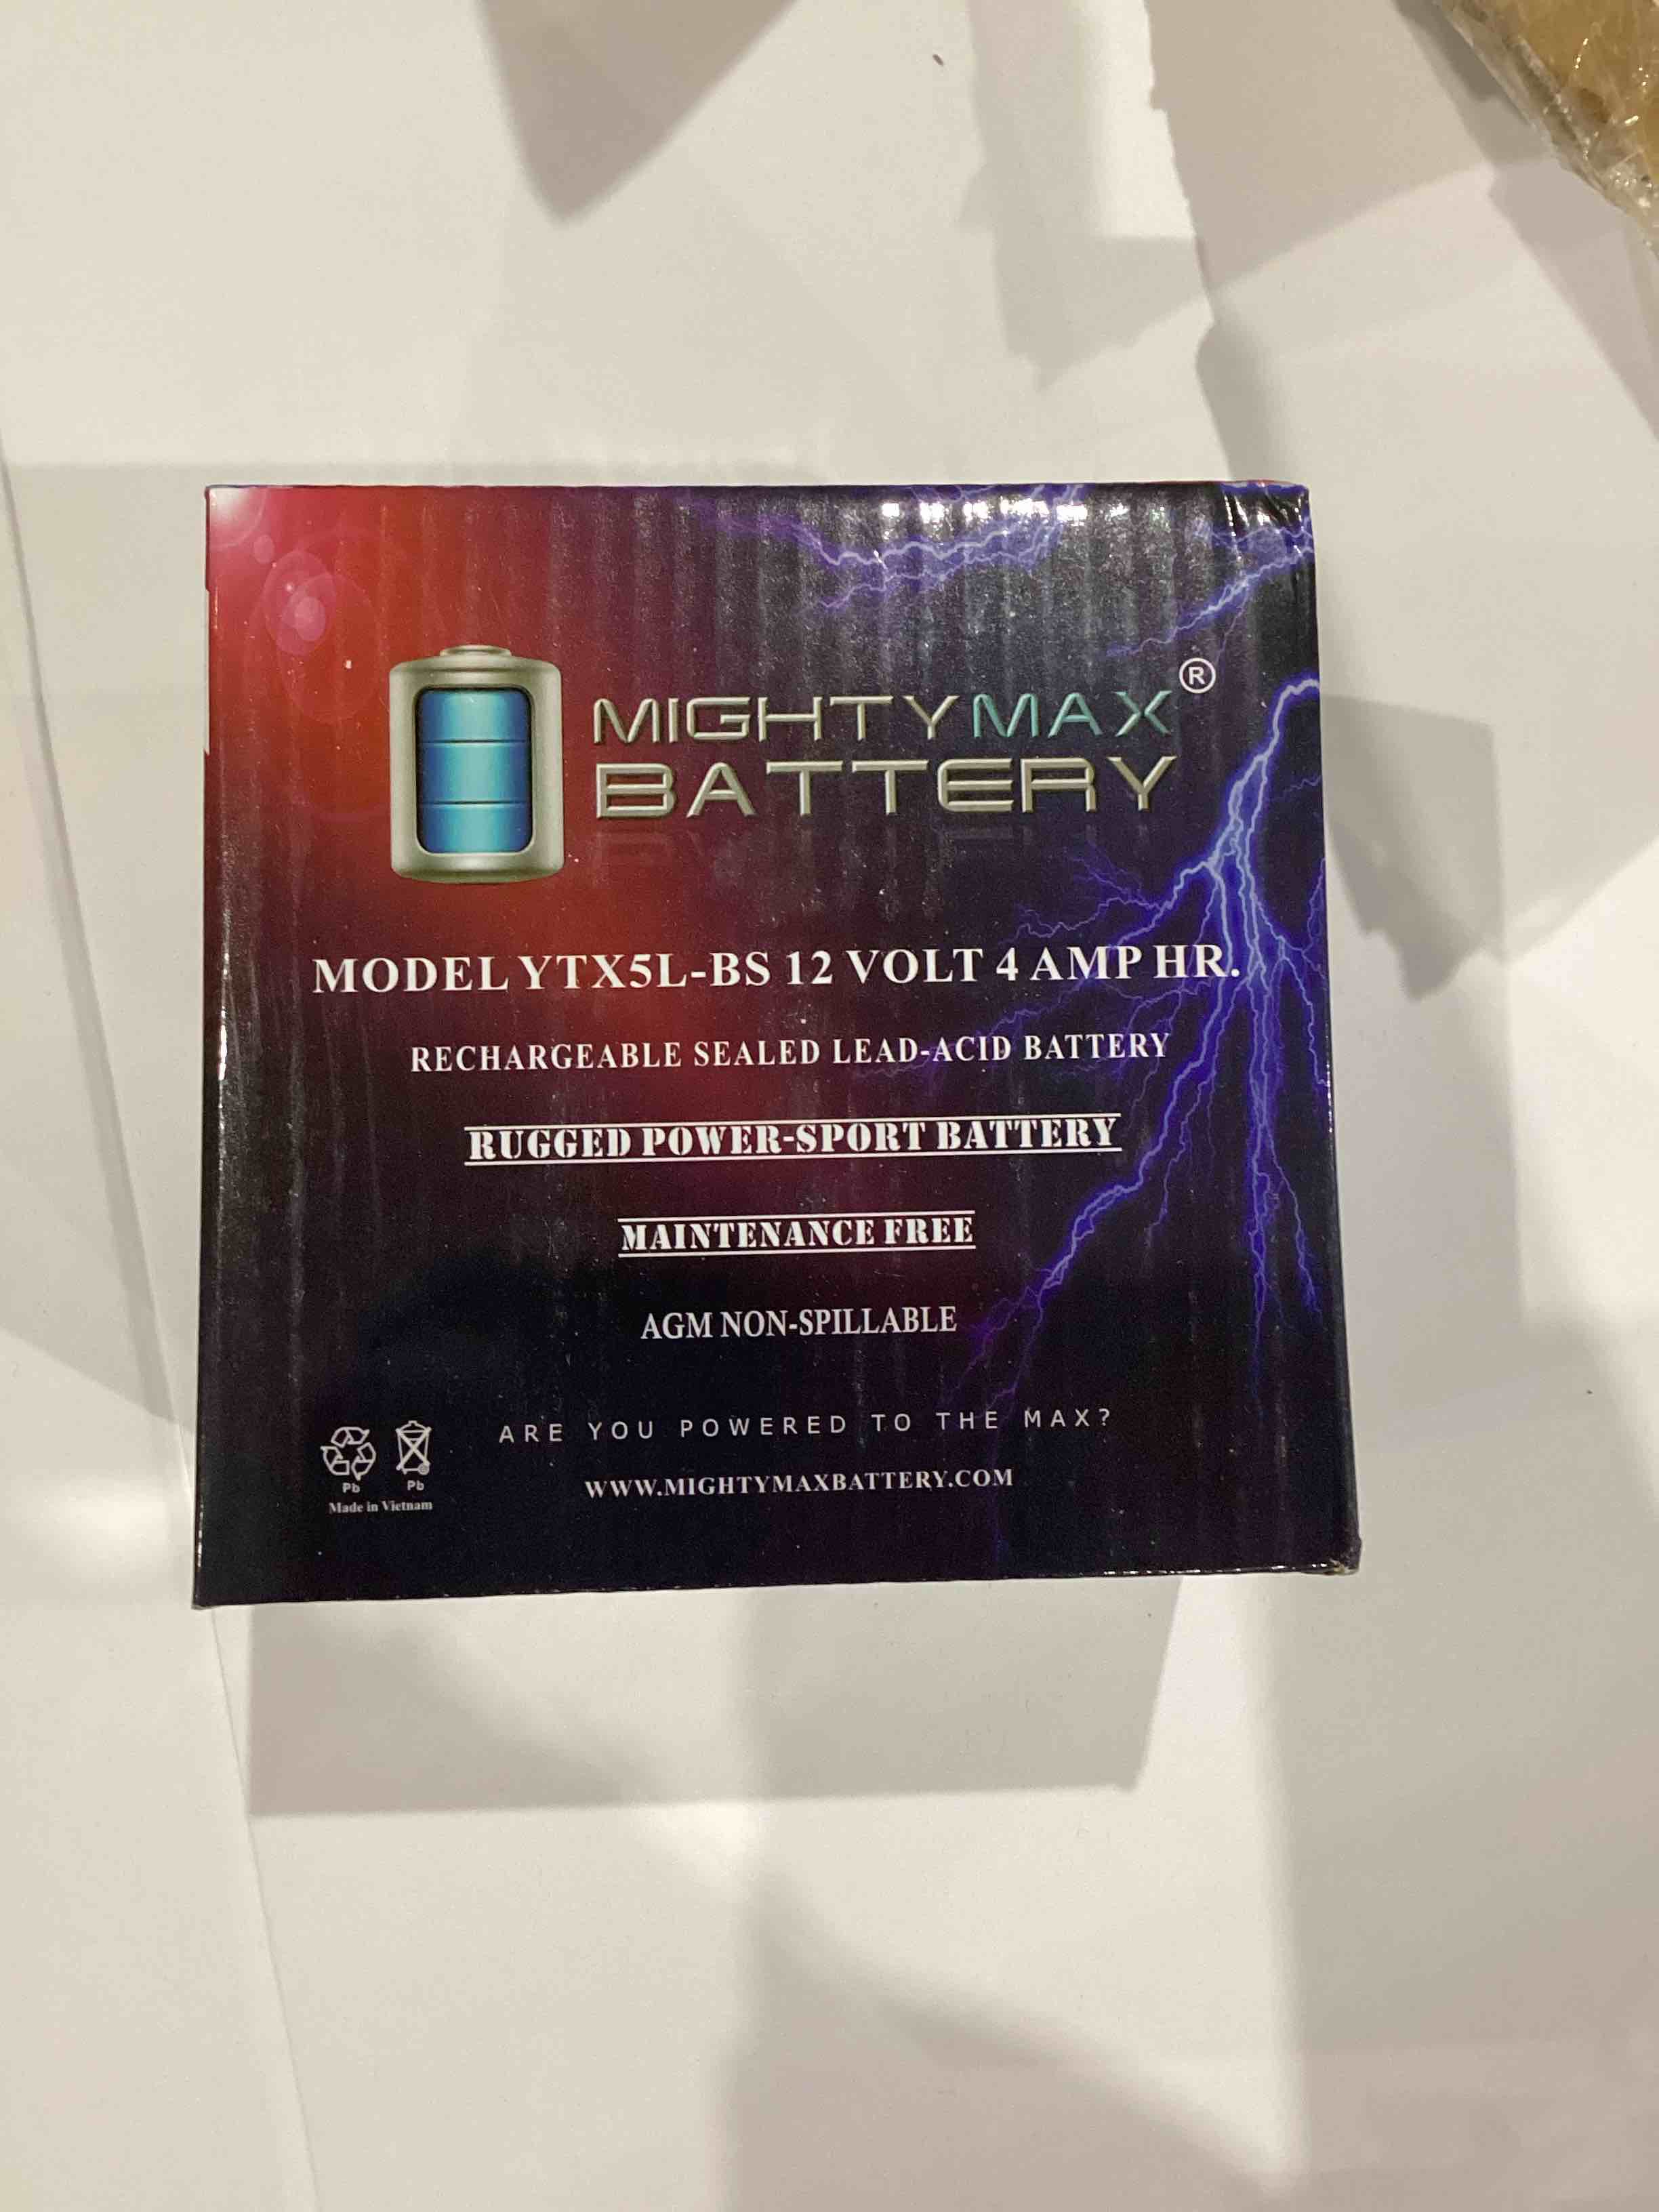 MIGHTYMAX®
BATTERY
MODEL YTX5L-BS 12 VOLT 4 AMP HR.
RECHARGEABLE SEALED LEAD-ACID BATTERY
RUGGED POWER-SPORT BATTERY
MAINTENANCE FREE
AGM NON-SPILLABLE
ARE YOU POWERED TO THE MAX?
WWW.MIGHTYMAXBATTERY.COM
Pb Pb
Made in Vietnam